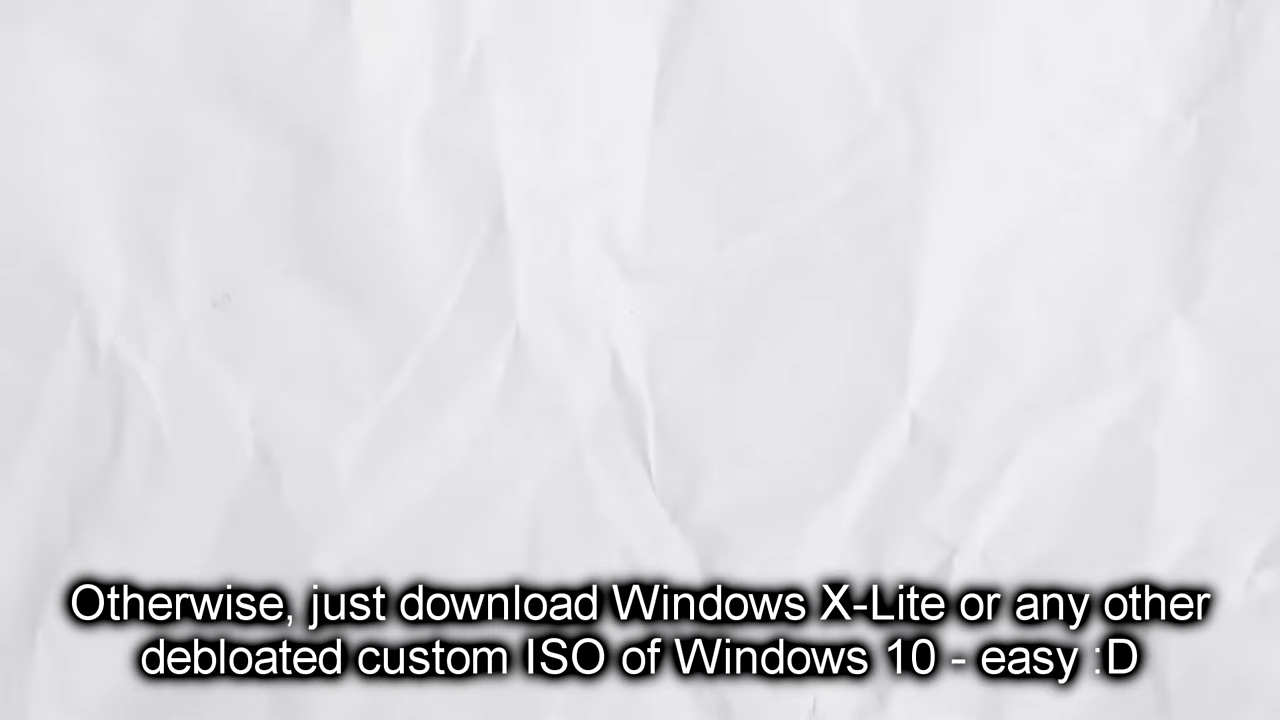 Otherwise, just download Windows X-Lite or any other
debloated custom ISO of Windows 10 - easy :D